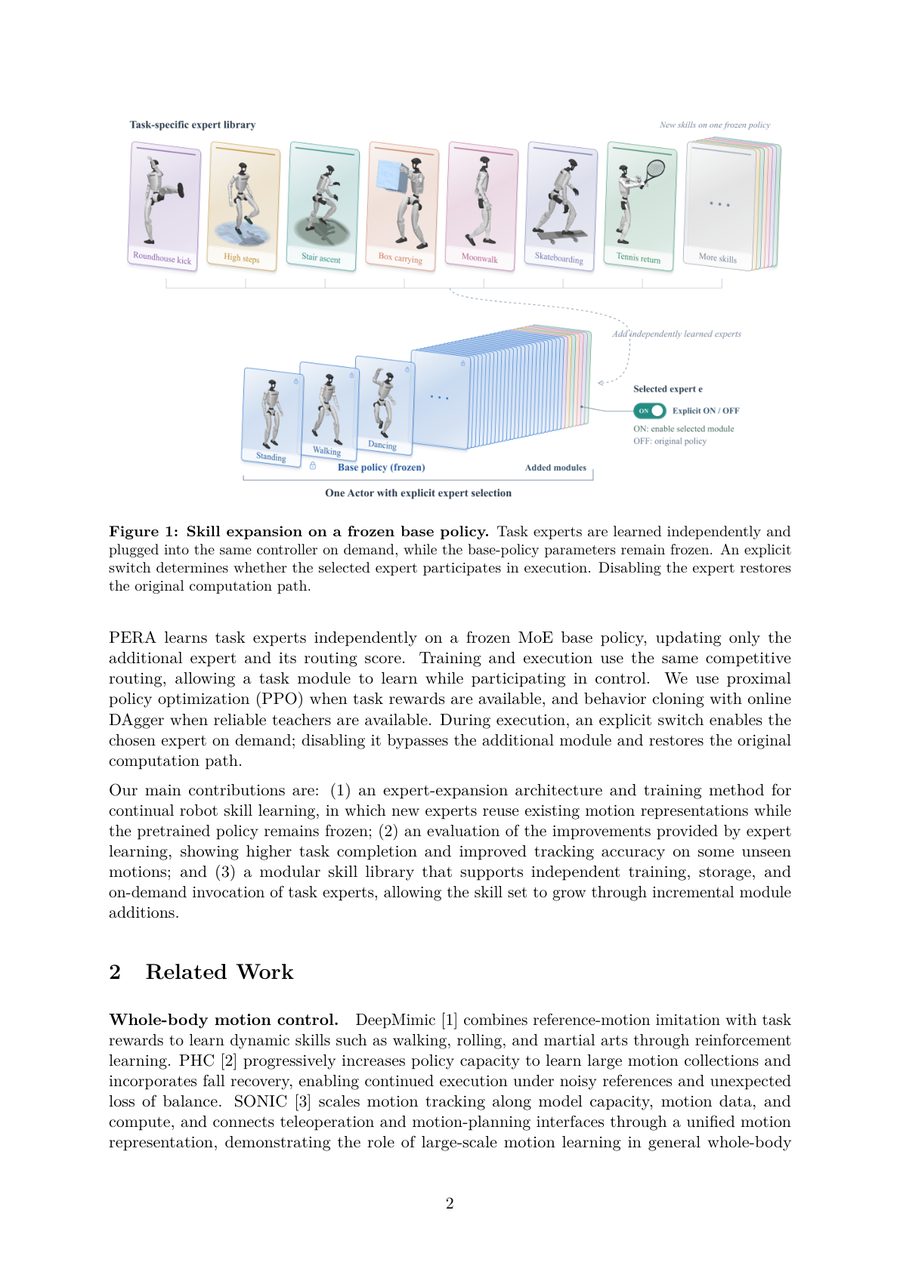 Task-specific expert library
New skills on one frozen policy
Roundhouse kick
High steps
Stair ascent
Box carrying
Moonwalk
Skateboarding
Tennis return
More skills
Add independently learned experts
Selected expert e
ON
Explicit ON / OFF
ON: enable selected module
OFF: original policy
Standing
Walking
Dancing
Base policy (frozen)
Added modules
One Actor with explicit expert selection
Figure 1: Skill expansion on a frozen base policy. Task experts are learned independently and
plugged into the same controller on demand, while the base-policy parameters remain frozen. An explicit
switch determines whether the selected expert participates in execution. Disabling the expert restores
the original computation path.
PERA learns task experts independently on a frozen MoE base policy, updating only the
additional expert and its routing score. Training and execution use the same competitive
routing, allowing a task module to learn while participating in control. We use proximal
policy optimization (PPO) when task rewards are available, and behavior cloning with online
DAgger when reliable teachers are available. During execution, an explicit switch enables the
chosen expert on demand; disabling it bypasses the additional module and restores the original
computation path.
Our main contributions are: (1) an expert-expansion architecture and training method for
continual robot skill learning, in which new experts reuse existing motion representations while
the pretrained policy remains frozen; (2) an evaluation of the improvements provided by expert
learning, showing higher task completion and improved tracking accuracy on some unseen
motions; and (3) a modular skill library that supports independent training, storage, and
on-demand invocation of task experts, allowing the skill set to grow through incremental module
additions.
2 Related Work
Whole-body motion control. DeepMimic [1] combines reference-motion imitation with task
rewards to learn dynamic skills such as walking, rolling, and martial arts through reinforcement
learning. PHC [2] progressively increases policy capacity to learn large motion collections and
incorporates fall recovery, enabling continued execution under noisy references and unexpected
loss of balance. SONIC [3] scales motion tracking along model capacity, motion data, and
compute, and connects teleoperation and motion-planning interfaces through a unified motion
representation, demonstrating the role of large-scale motion learning in general whole-body
2